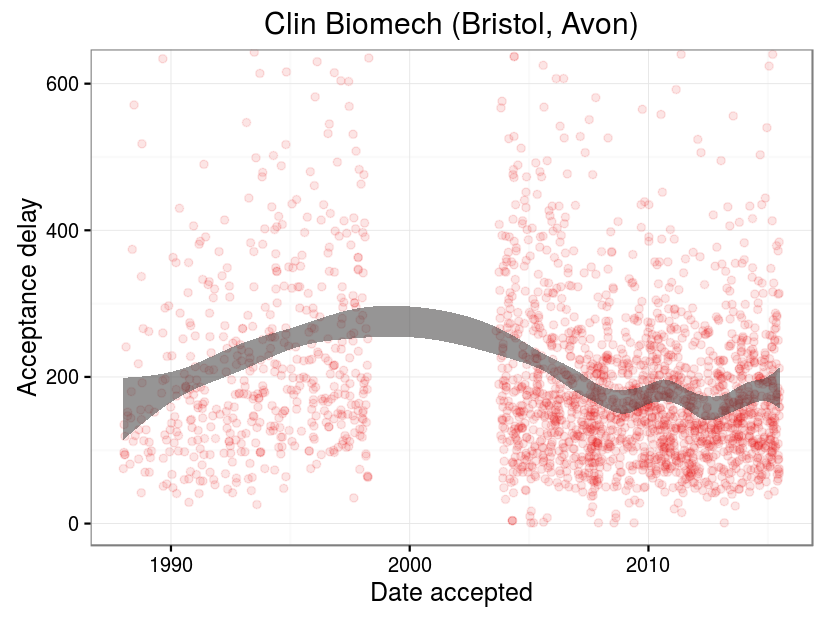 Clin Biomech (Bristol, Avon)
Acceptance delay
600
400
200
0
1990
2000
2010
Date accepted